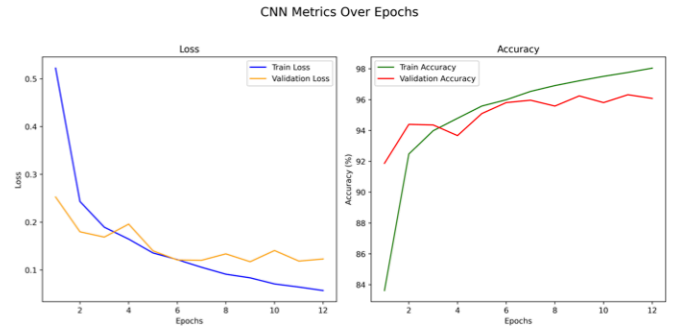 CNN Metrics Over Epochs
Loss
Train Loss
Validation Loss
0.5
0.4
0.3
0.2
0.1
Loss
2
4
6
8
10
12
Epochs
Accuracy
Train Accuracy
Validation Accuracy
98
96
94
92
90
88
86
84
Accuracy (%)
2
4
6
8
10
12
Epochs